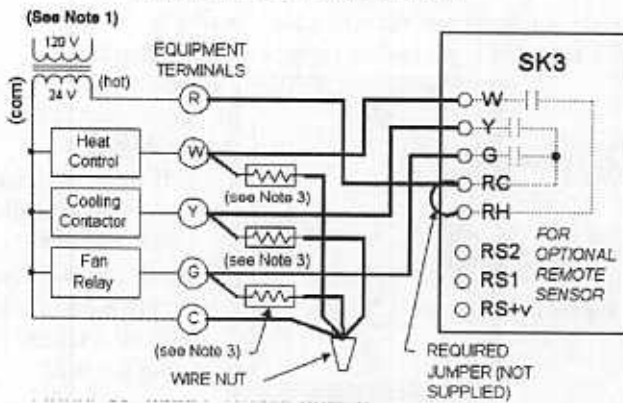 (See Note 1)
120 V
24 V
(hot)
(com)
EQUIPMENT
TERMINALS
R
Heat
Control
W
(see Note 3)
Cooling
Contactor
Y
(see Note 3)
Fan
Relay
G
C
(see Note 3)
WIRE NUT
SK3
W
Y
G
RC
RH
RS2
RS1
RS+v
FOR
OPTIONAL
REMOTE
SENSOR
REQUIRED
JUMPER (NOT
SUPPLIED)